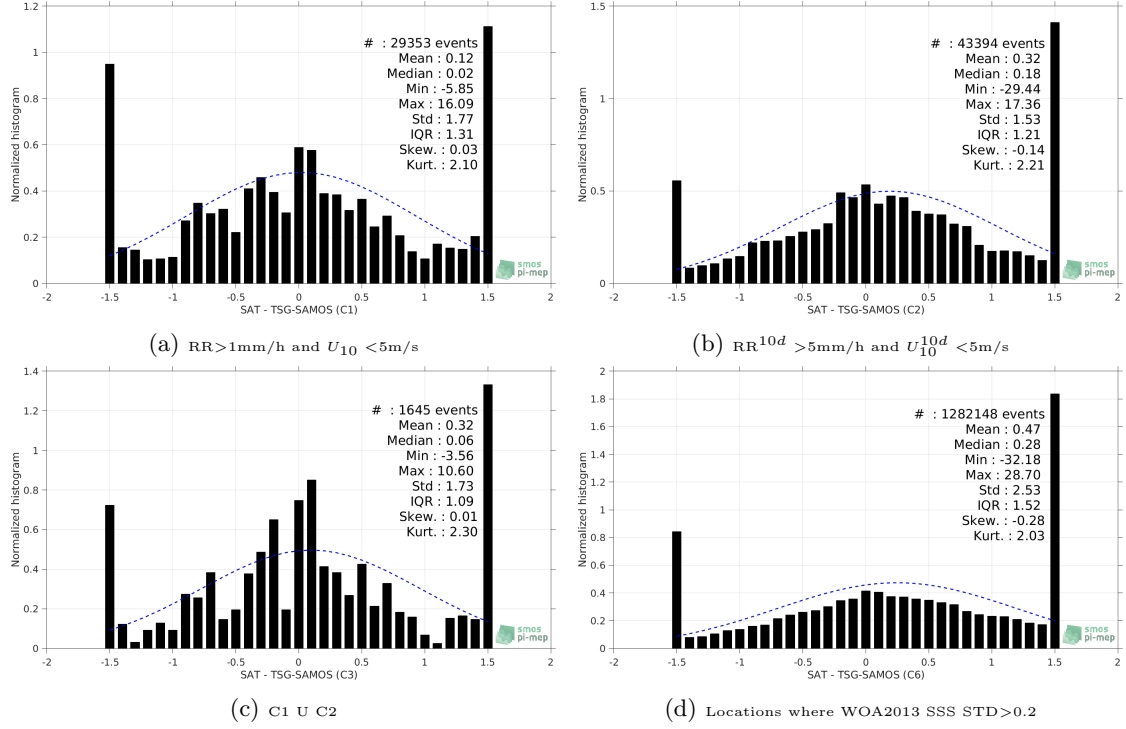 1.2
1
0.8
0.6
0.4
0.2
0
Normalized histogram
# : 29353 events
Mean : 0.12
Median : 0.02
Min : -5.85
Max : 16.09
Std : 1.77
IQR : 1.31
Skew. : 0.03
Kurt. : 2.10
smos
pi-mep
-2 -1.5 -1 -0.5 0 0.5 1 1.5 2
SAT - TSG-SAMOS (C1)
(a) RR>1mm/h and U10 <5m/s
1.5
1
0.5
0
Normalized histogram
# : 43394 events
Mean : 0.32
Median : 0.18
Min : -29.44
Max : 17.36
Std : 1.53
IQR : 1.21
Skew. : -0.14
Kurt. : 2.21
smos
pi-mep
-2 -1.5 -1 -0.5 0 0.5 1 1.5 2
SAT - TSG-SAMOS (C2)
(b) RR10d >5mm/h and U10 10d <5m/s
1.4
1.2
1
0.8
0.6
0.4
0.2
0
Normalized histogram
# : 1645 events
Mean : 0.32
Median : 0.06
Min : -3.56
Max : 10.60
Std : 1.73
IQR : 1.09
Skew. : 0.01
Kurt. : 2.30
smos
pi-mep
-2 -1.5 -1 -0.5 0 0.5 1 1.5 2
SAT - TSG-SAMOS (C3)
(c) C1 U C2
2
1.8
1.6
1.4
1.2
1
0.8
0.6
0.4
0.2
0
Normalized histogram
# : 1282148 events
Mean : 0.47
Median : 0.28
Min : -32.18
Max : 28.70
Std : 2.53
IQR : 1.52
Skew. : -0.28
Kurt. : 2.03
smos
pi-mep
-2 -1.5 -1 -0.5 0 0.5 1 1.5 2
SAT - TSG-SAMOS (C6)
(d) Locations where WOA2013 SSS STD>0.2